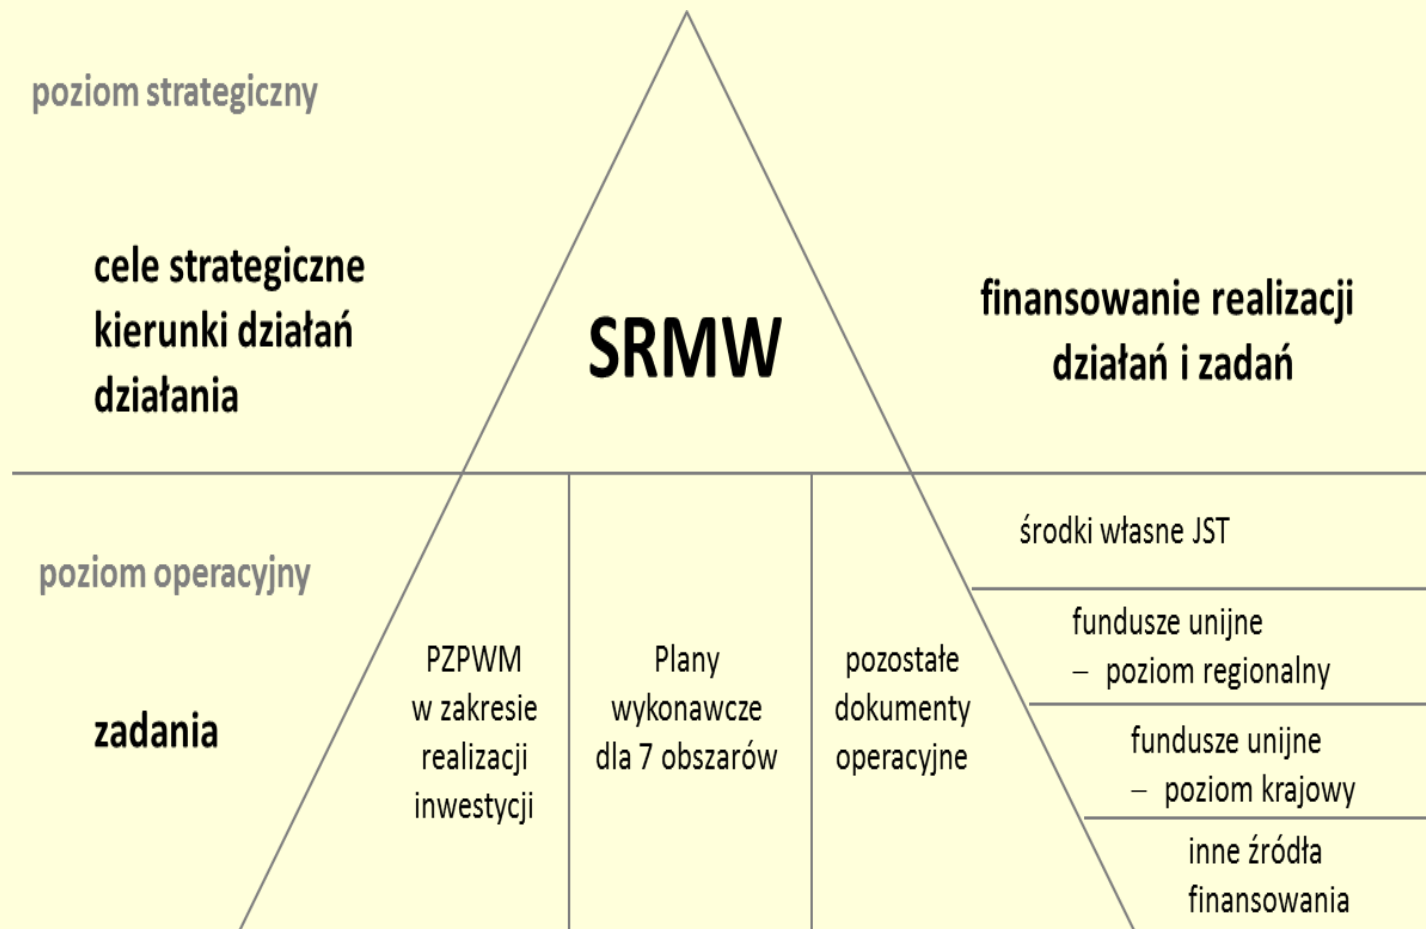 poziom strategiczny
cele strategiczne
kierunki działań
działania
SRMW
finansowanie realizacji
działań i zadań
poziom operacyjny
zadania
PZPWM
w zakresie
realizacji
inwestycji
Plany
wykonawcze
dla 7 obszarów
pozostałe
dokumenty
operacyjne
środki własne JST
fundusze unijne
– poziom regionalny
fundusze unijne
– poziom krajowy
inne źródła
finansowania